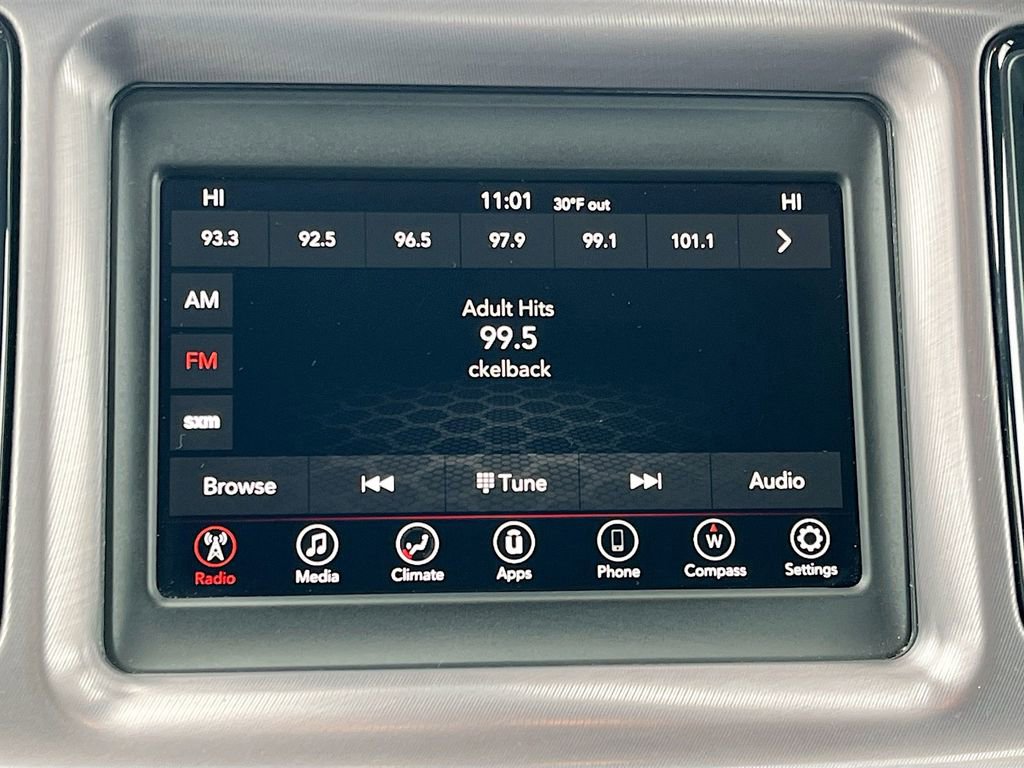 HI 11:01 30°F out HI
93.3 92.5 96.5 97.9 99.1 101.1
AM
Adult Hits
99.5
FM
ckelback
sxm
Browse Tune Audio
W
Radio Media Climate Apps Phone Compass Settings